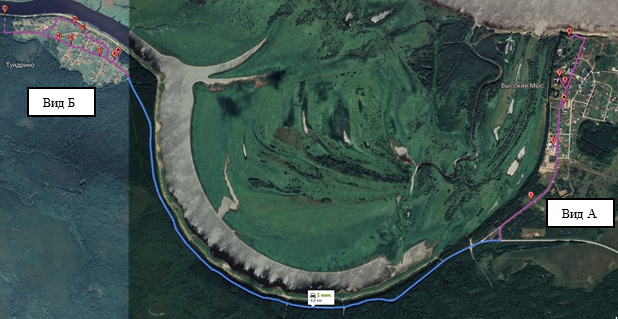 Тундрино
Вид Б
Высокий Мыс
Вид А
5 мин.